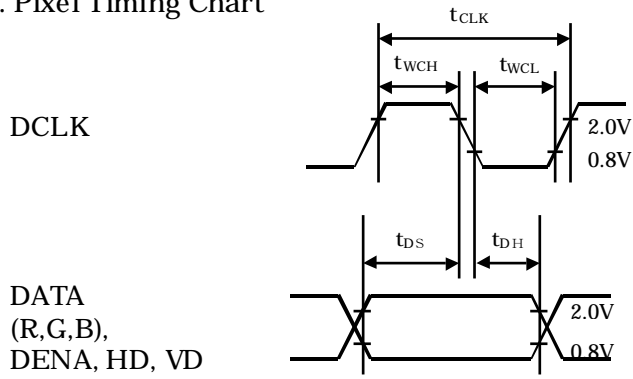 . Pixel Timing Chart
tCLK
tWCH
tWCL
DCLK
2.0V
0.8V
tDS
tDH
DATA
(R,G,B),
DENA, HD, VD
2.0V
0.8V